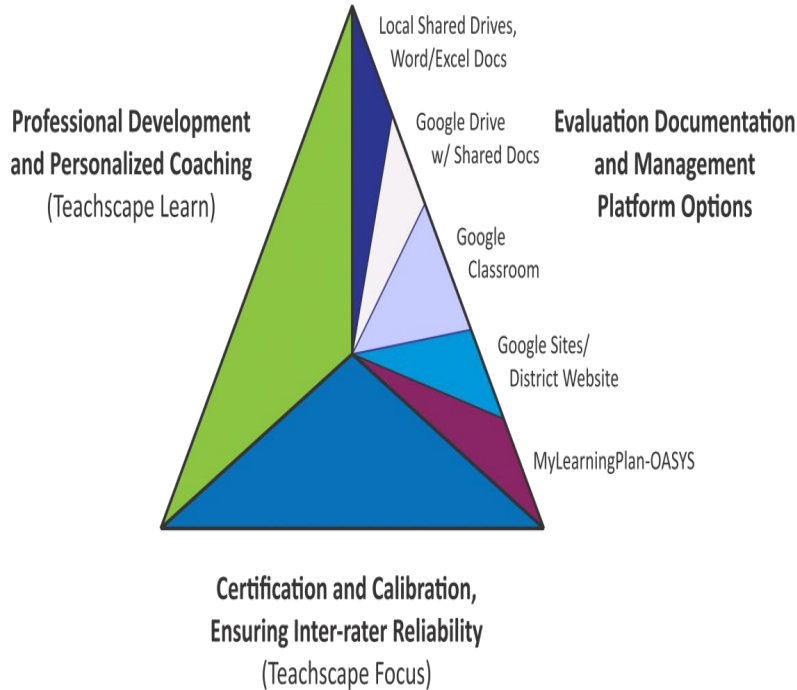 Local Shared Drives,
Word/Excel Docs
Professional Development
and Personalized Coaching
(Teachscape Learn)
Google Drive
w/ Shared Docs
Evaluation Documentation
and Management
Platform Options
Google
Classroom
Google Sites/
District Website
MyLearningPlan-OASYS
Certification and Calibration,
Ensuring Inter-rater Reliability
(Teachscape Focus)